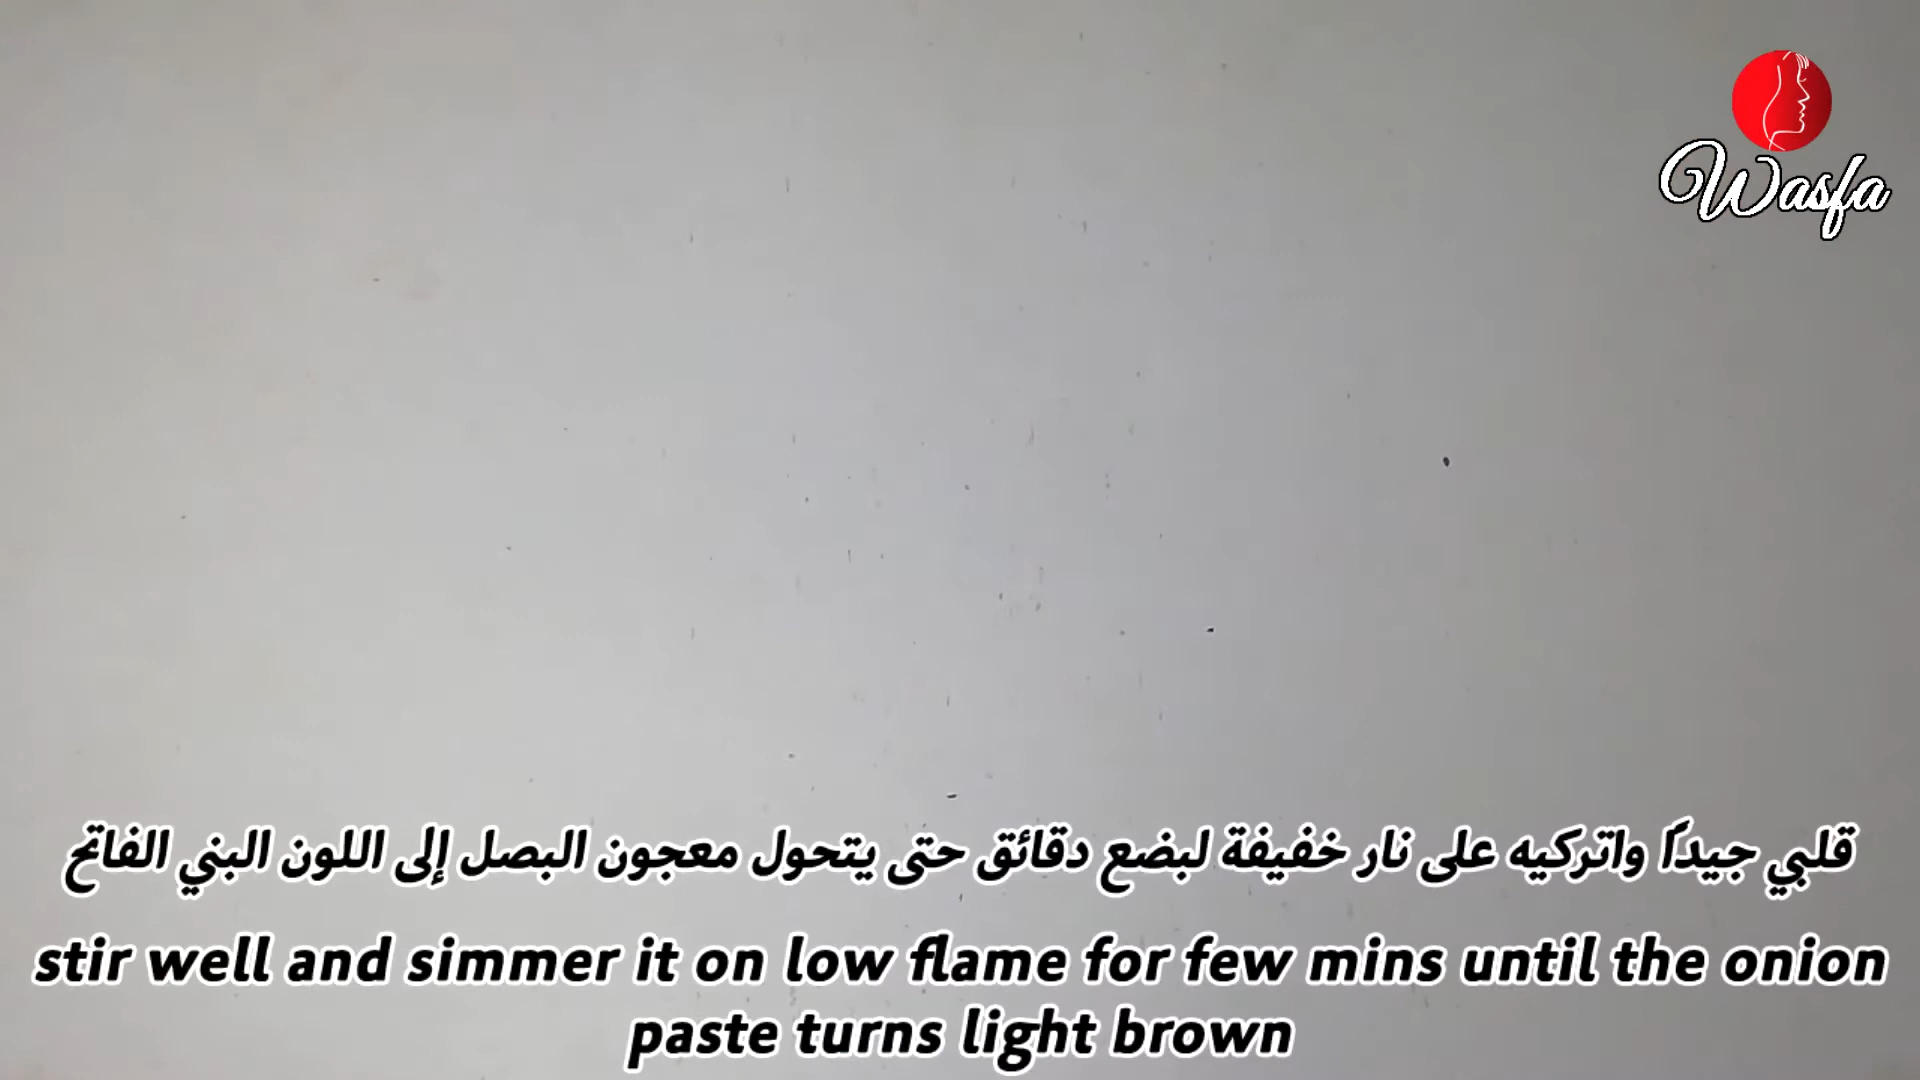 Wasfa
قلبي جيداً واتركيه على نار خفيفة لبضع دقائق حتى يتحول معجون البصل إلى اللون البني الفاتح
stir well and simmer it on low flame for few mins until the onion
paste turns light brown